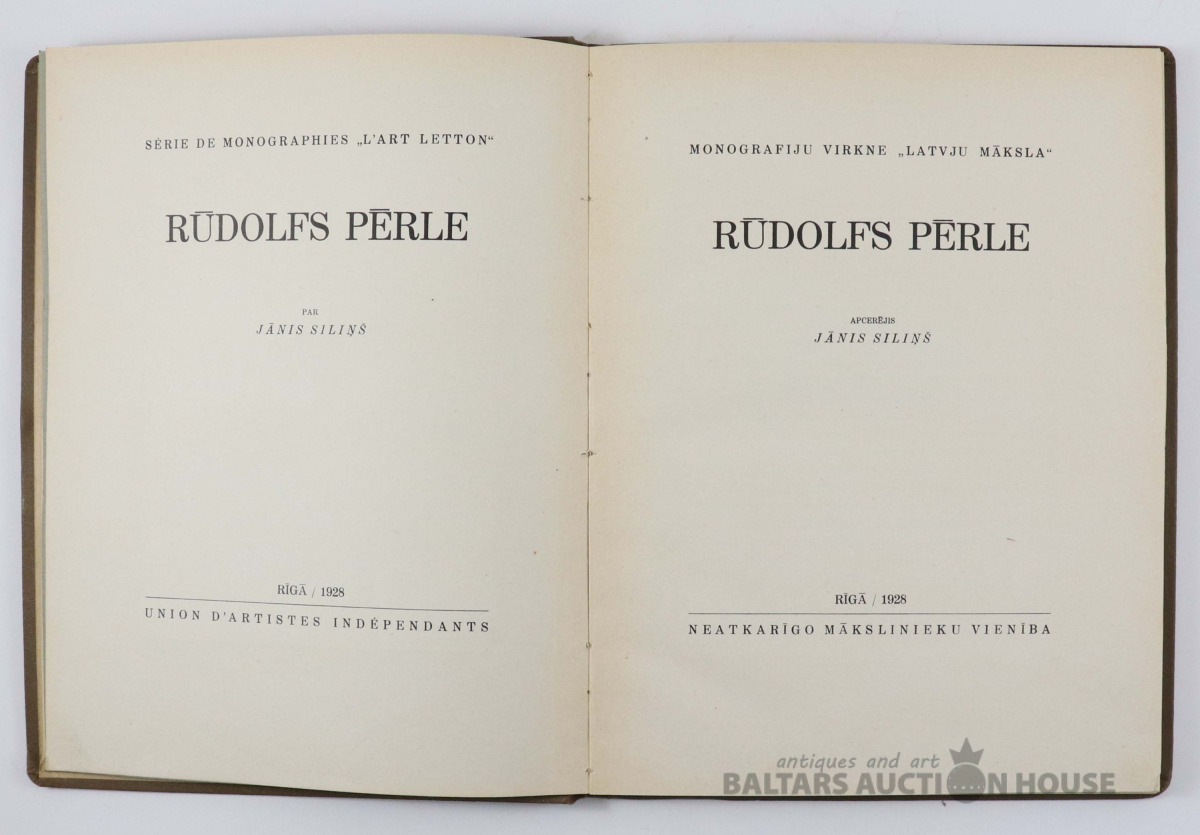 SÉRIE DE MONOGRAPHIES „L'ART LETTON“
RŪDOLFS PĒRLE
PAR
JĀNIS SILIŅŠ
RĪGĀ / 1928
UNION D'ARTISTES INDÉPENDANTS
MONOGRAFIJU VIRKNE „LATVJU MĀKSLA“
RŪDOLFS PĒRLE
APCERĒJIS
JĀNIS SILIŅŠ
RĪGĀ / 1928
NEATKARĪGO MĀKSLINIEKU VIENĪBA
antiques and art
BALTARS AUCTION HOUSE